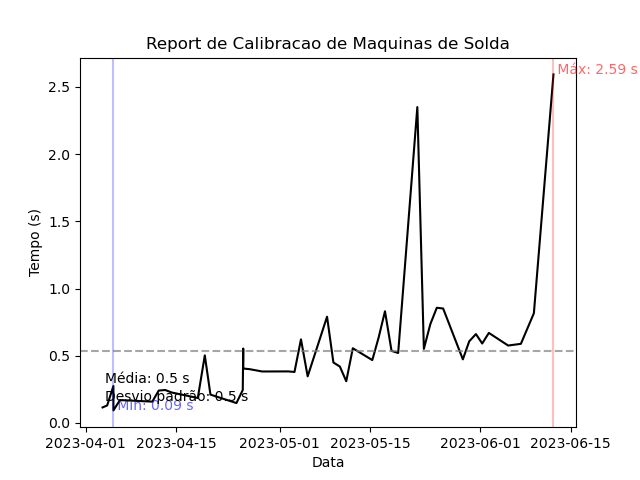 Report de Calibracao de Maquinas de Solda
Máx: 2.59 s
2.5
2.0
1.5
1.0
0.5
0.0
Tempo (s)
Média: 0.5 s
Desvio padrão: 0.5 s
Mín: 0.09 s
2023-04-01 2023-04-15 2023-05-01 2023-05-15 2023-06-01 2023-06-15
Data